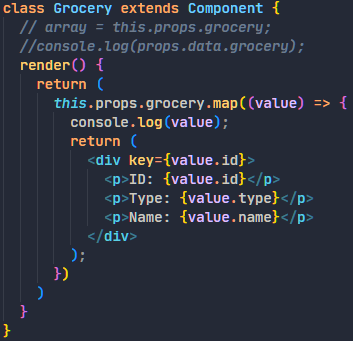 class Grocery extends Component {
  // array = this.props.grocery;
  //console.log(props.data.grocery);
  render() {
    return (
      this.props.grocery.map((value) => {
        console.log(value);
        return (
          <div key={value.id}>
            <p>ID: {value.id}</p>
            <p>Type: {value.type}</p>
            <p>Name: {value.name}</p>
          </div>
        );
      })
    )
  }
}